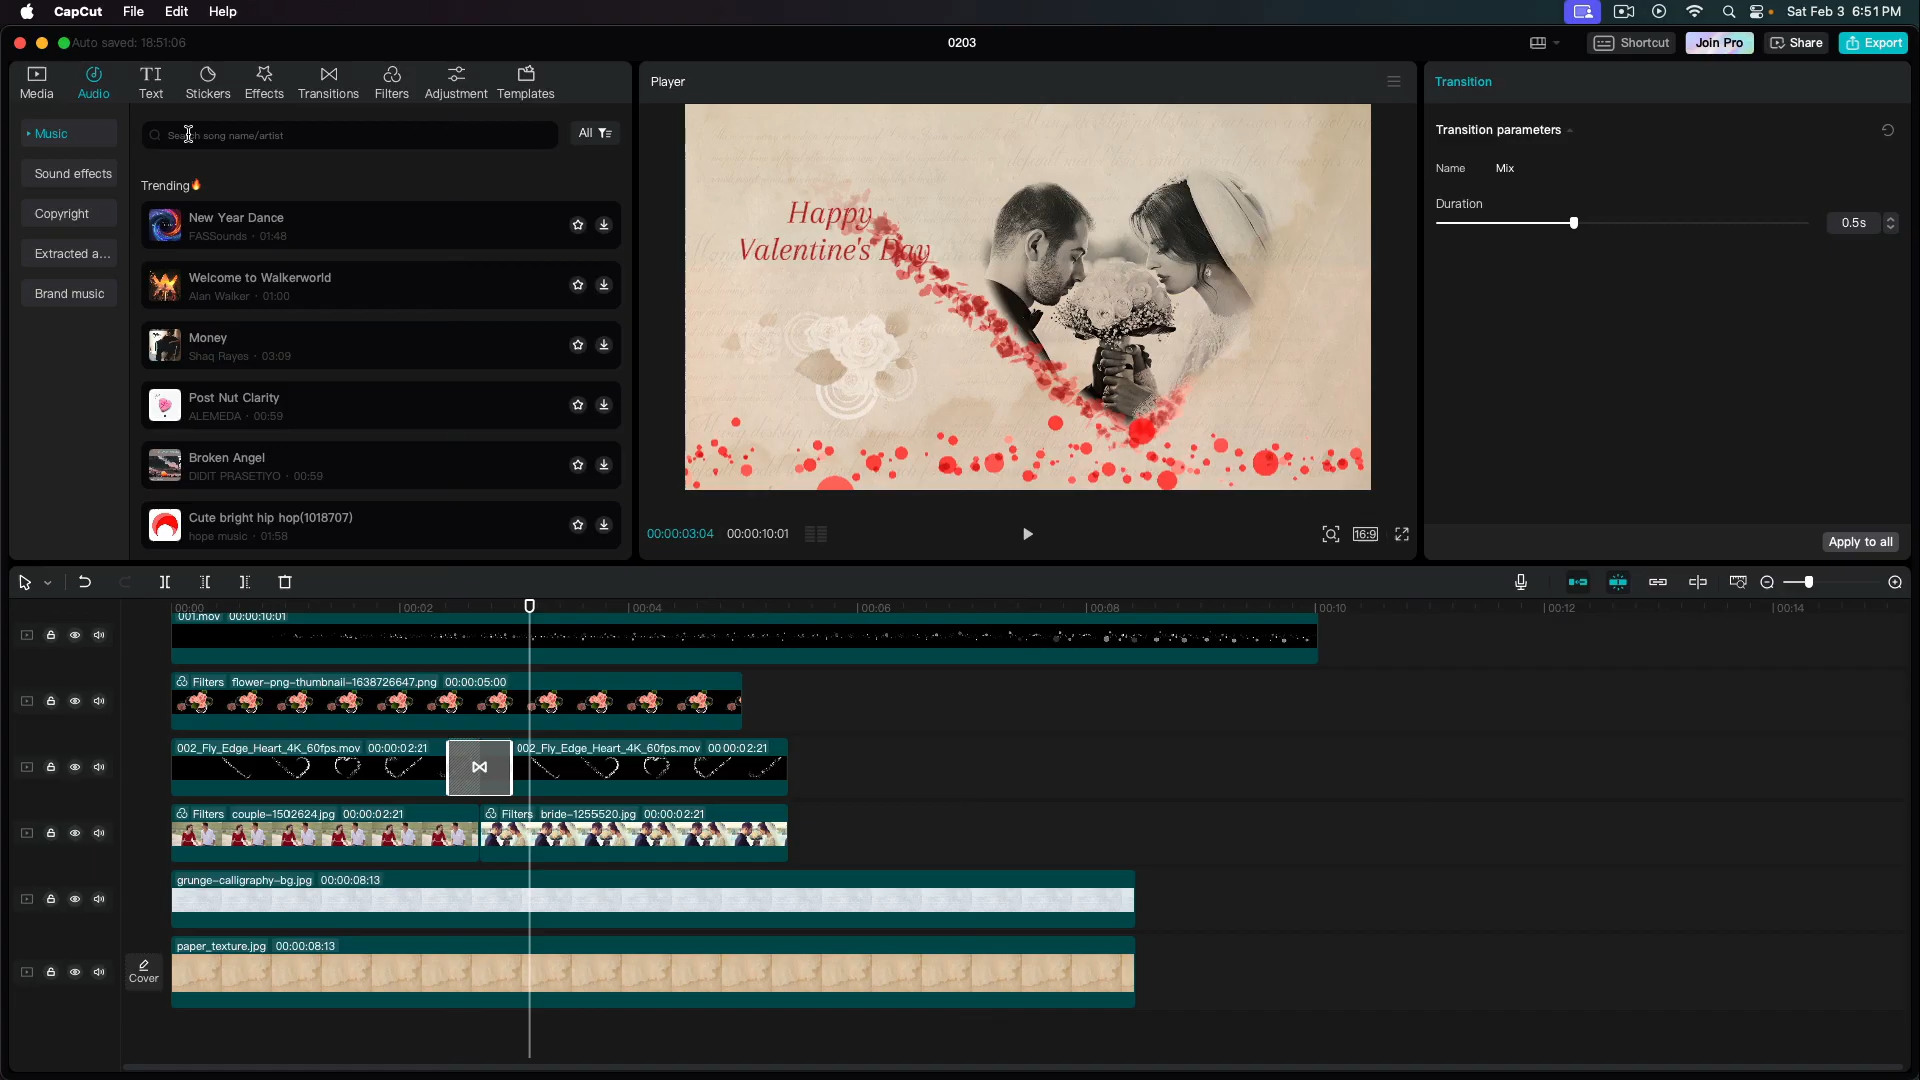 CapCut File Edit Help Sat Feb 3 6:51 PM
Auto saved: 18:51:06 0203 Shortcut Join Pro Share Export
Media Audio Text Stickers Effects Transitions Filters Adjustment Templates
Music
Sound effects
Copyright
Extracted a...
Brand music
Search song name/artist All
Trending
New Year Dance
FASSounds · 01:48
Welcome to Walkerworld
Alan Walker · 01:00
Money
Shaq Rayes · 03:09
Post Nut Clarity
ALEMEDA · 00:59
Broken Angel
DIDIT PRASETIYO · 00:59
Cute bright hip hop(1018707)
hope music · 01:58
Player
Happy
Valentine's Day
00:00:03:04 00:00:10:01 16:9
Transition
Transition parameters
Name Mix
Duration
0.5s
Apply to all
00:00 00:02 00:04 00:06 00:08 00:10 00:12 00:14
001.mov 00:00:10:01
Filters flower-png-thumbnail-1638726647.png 00:00:05:00
002_Fly_Edge_Heart_4K_60fps.mov 00:00:02:21 002_Fly_Edge_Heart_4K_60fps.mov 00:00:02:21
Filters couple-1502624.jpg 00:00:02:21 Filters bride-1255520.jpg 00:00:02:21
grunge-calligraphy-bg.jpg 00:00:08:13
paper_texture.jpg 00:00:08:13
Cover